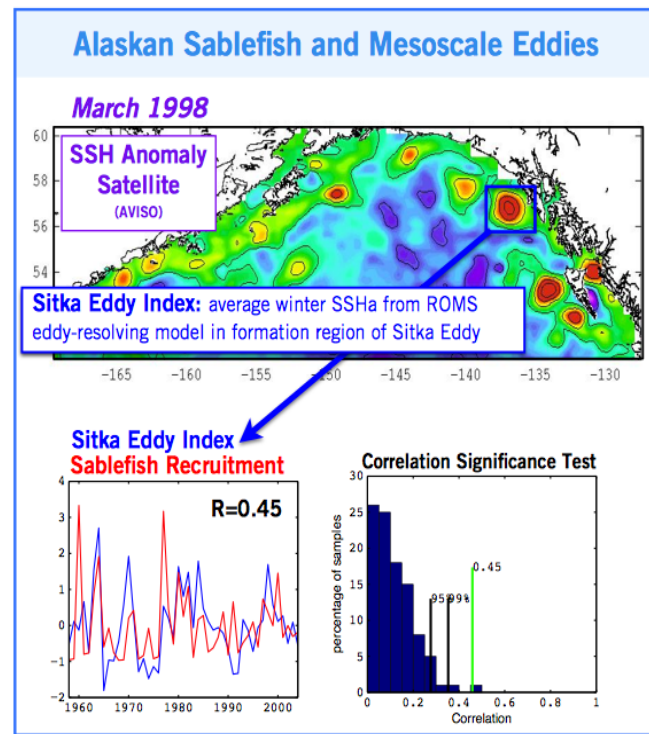 Alaskan Sablefish and Mesoscale Eddies
March 1998
60
58
56
54
SSH Anomaly
Satellite
(AVISO)
Sitka Eddy Index: average winter SSHa from ROMS
eddy-resolving model in formation region of Sitka Eddy
-165 -160 -155 -150 -145 -140 -135 -130
Sitka Eddy Index
Sablefish Recruitment
R=0.45
4
3
2
1
0
-1
-2
1960 1970 1980 1990 2000
Correlation Significance Test
percentage of samples
30
25
20
15
10
5
0
0.45
95%
99%
0 0.2 0.4 0.6 0.8 1
Correlation